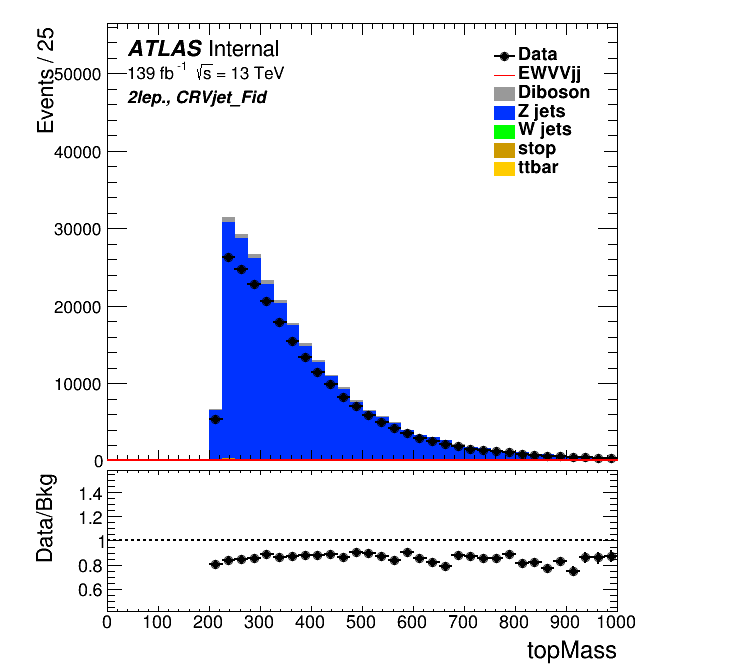 ATLAS Internal
139 fb⁻¹ √s = 13 TeV
2lep., CRVjet_Fid
Data
EWVVjj
Diboson
Z jets
W jets
stop
ttbar
Events / 25
50000
40000
30000
20000
10000
0
Data/Bkg
1.4
1.2
1
0.8
0.6
0 100 200 300 400 500 600 700 800 900 1000
topMass